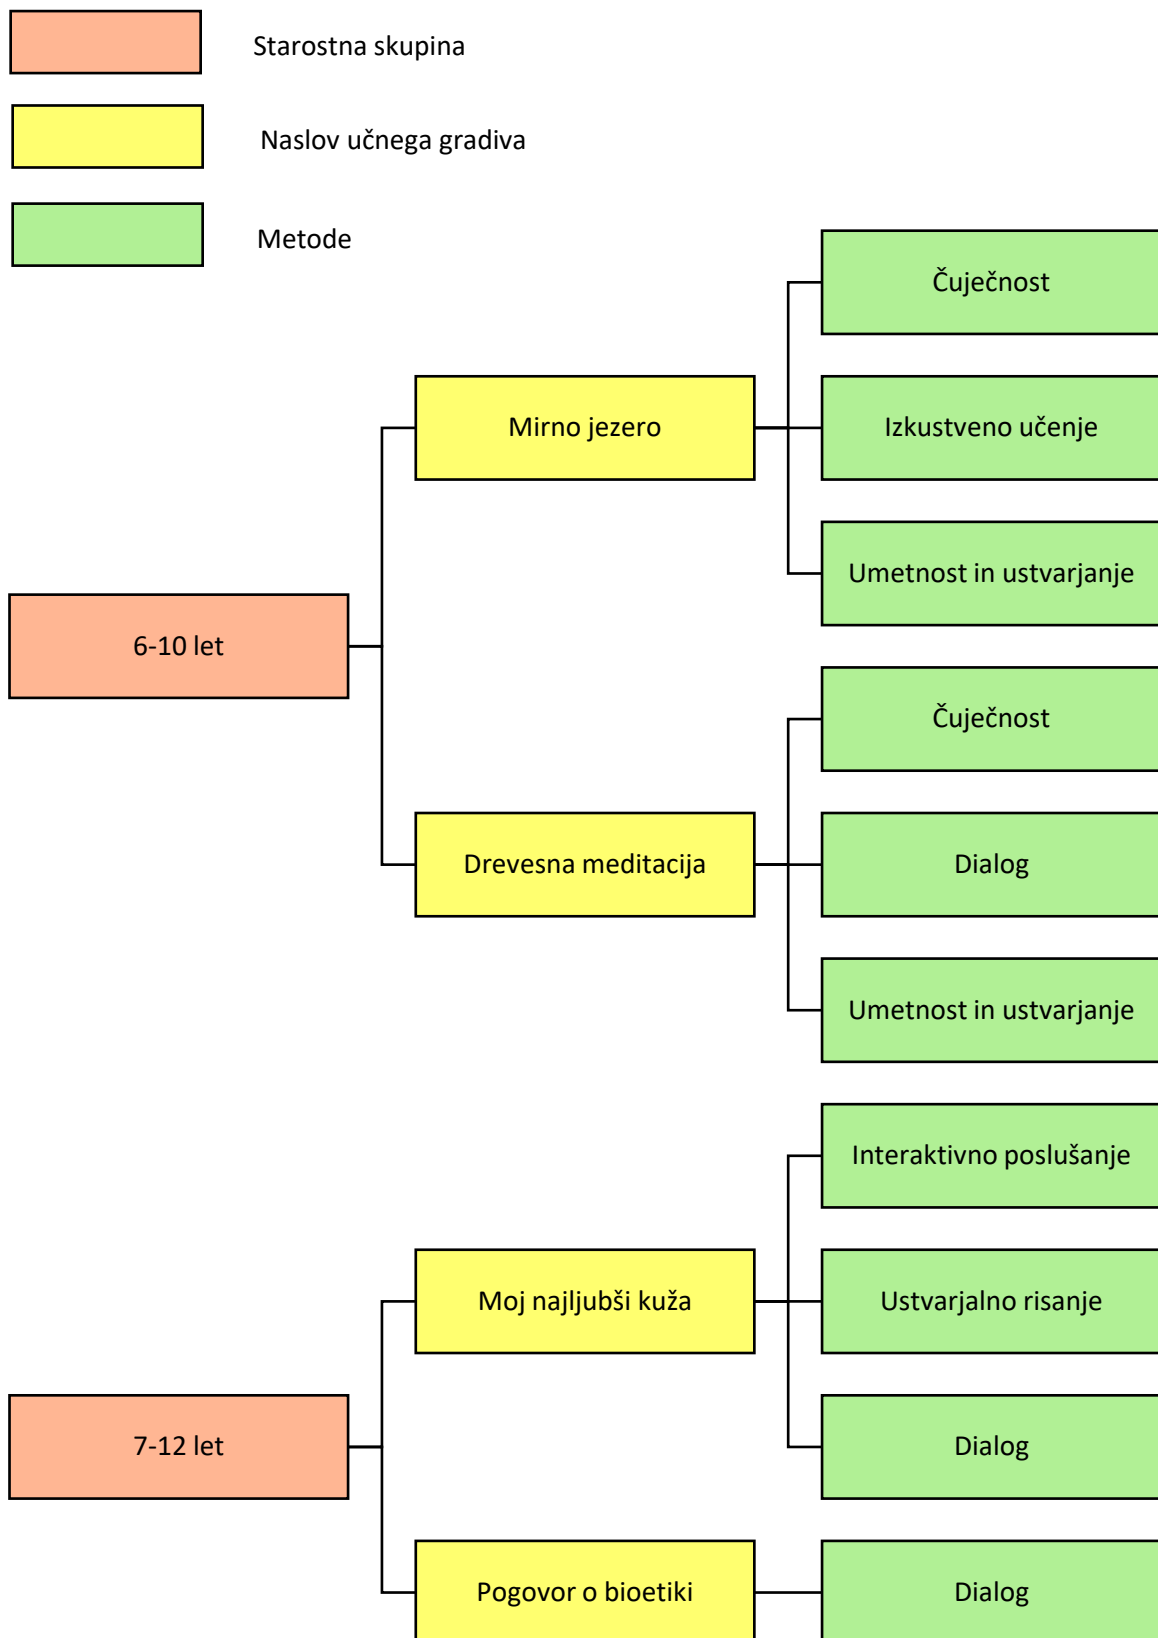 Starostna skupina
Naslov učnega gradiva
Metode
6-10 let
Mirno jezero
Čuječnost
Izkustveno učenje
Umetnost in ustvarjanje
Drevesna meditacija
Čuječnost
Dialog
Umetnost in ustvarjanje
7-12 let
Moj najljubši kuža
Interaktivno poslušanje
Ustvarjalno risanje
Dialog
Pogovor o bioetiki
Dialog